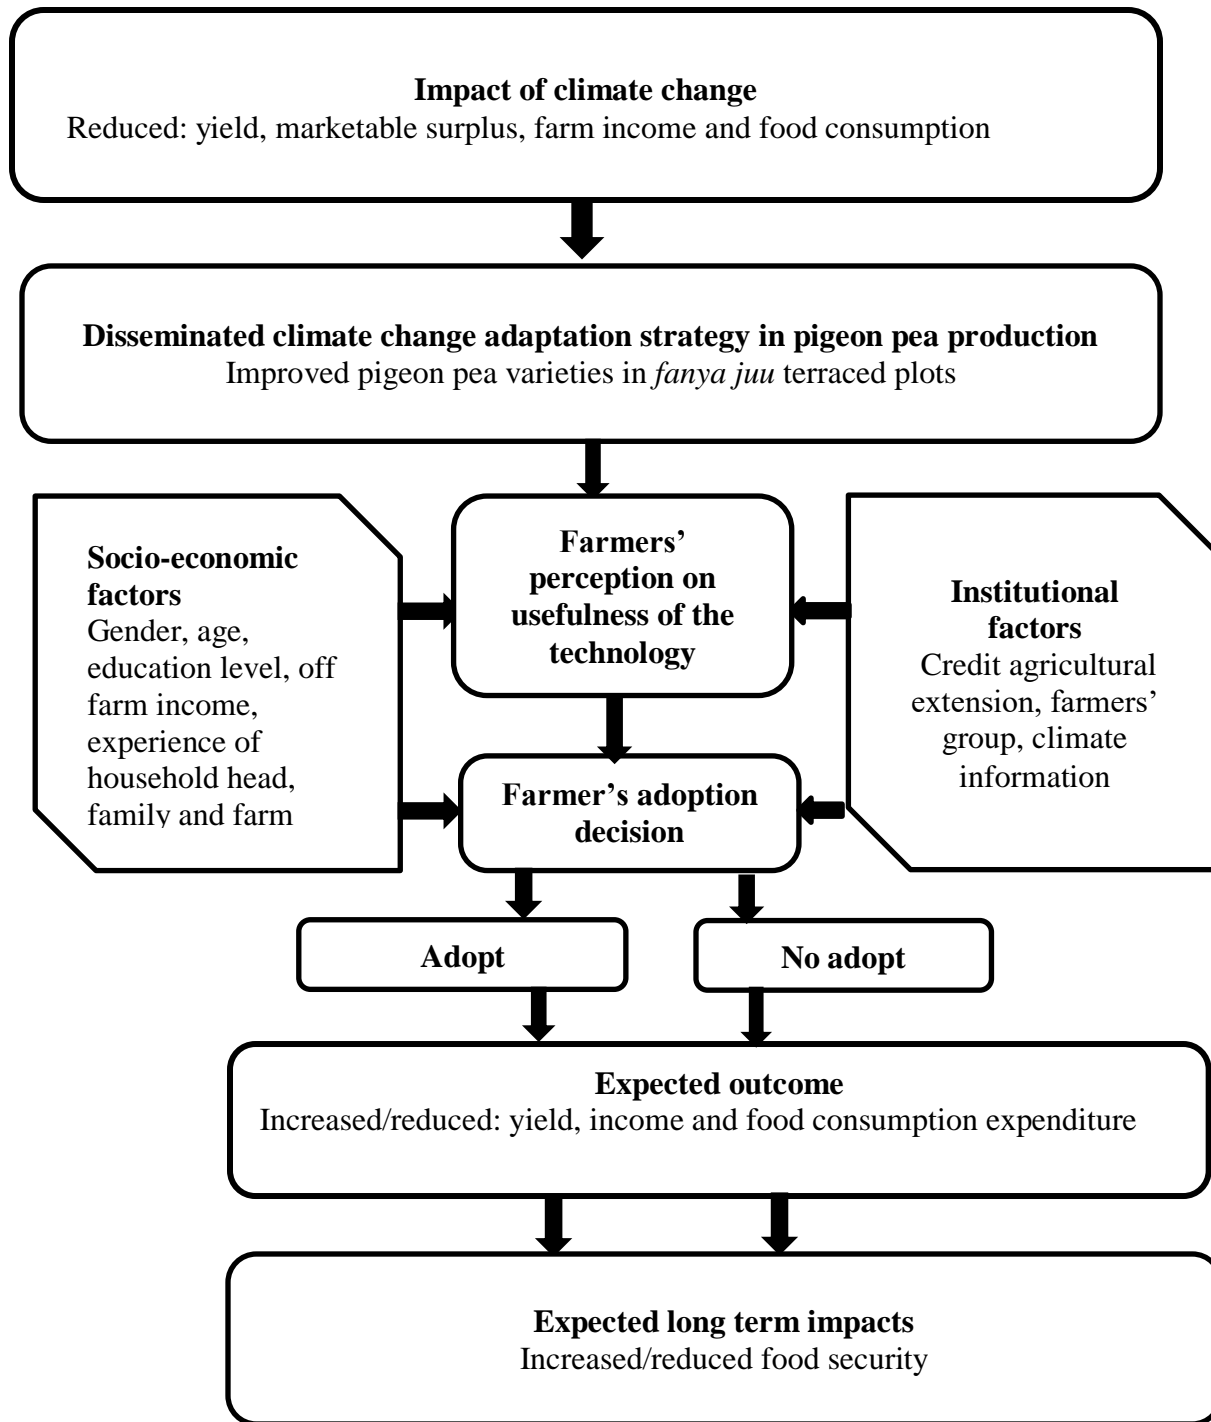 Impact of climate change
Reduced: yield, marketable surplus, farm income and food consumption
Disseminated climate change adaptation strategy in pigeon pea production
Improved pigeon pea varieties in fanya juu terraced plots
Socio-economic
factors
Gender, age,
education level, off
farm income,
experience of
household head,
family and farm
Farmers’
perception on
usefulness of the
technology
Institutional
factors
Credit agricultural
extension, farmers’
group, climate
information
Farmer’s adoption
decision
Adopt
No adopt
Expected outcome
Increased/reduced: yield, income and food consumption expenditure
Expected long term impacts
Increased/reduced food security